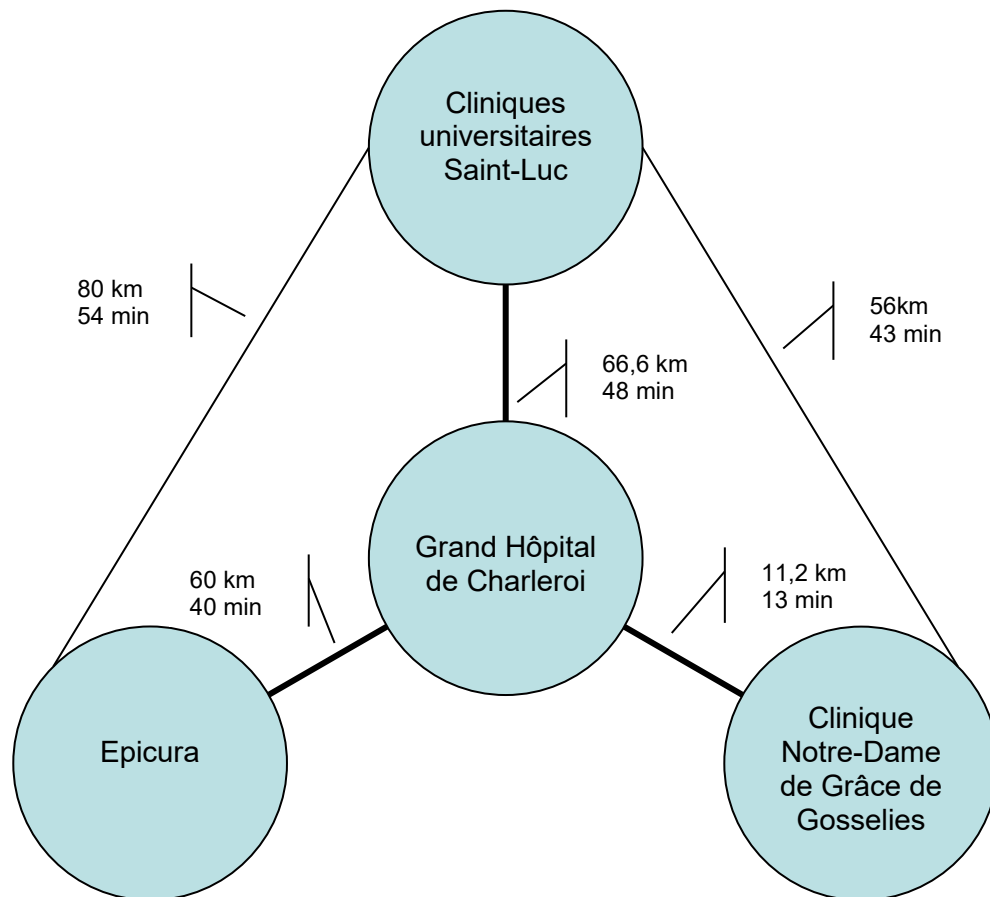 Cliniques
universitaires
Saint-Luc
80 km
54 min
56km
43 min
66,6 km
48 min
Grand Hôpital
de Charleroi
60 km
40 min
11,2 km
13 min
Epicura
Clinique
Notre-Dame
de Grâce de
Gosselies